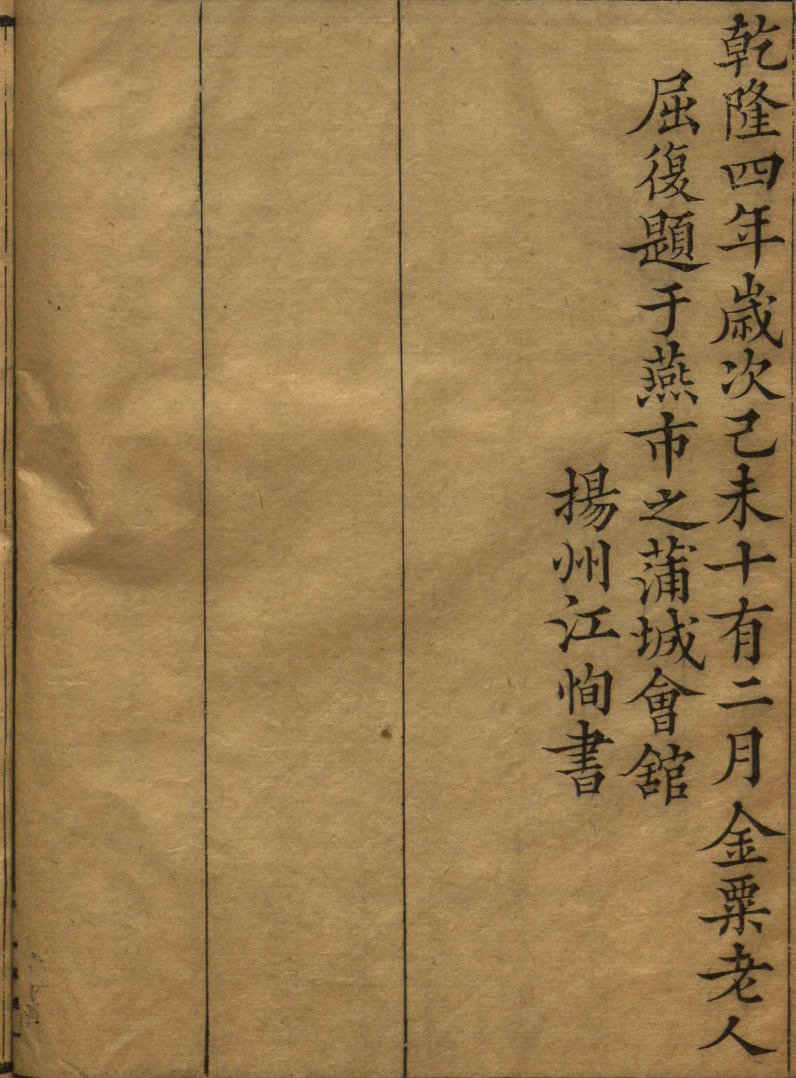 乾隆四年歲次己未十有二月金粟老人
屈復題于燕市之蒲城會舘
揚州江恂書